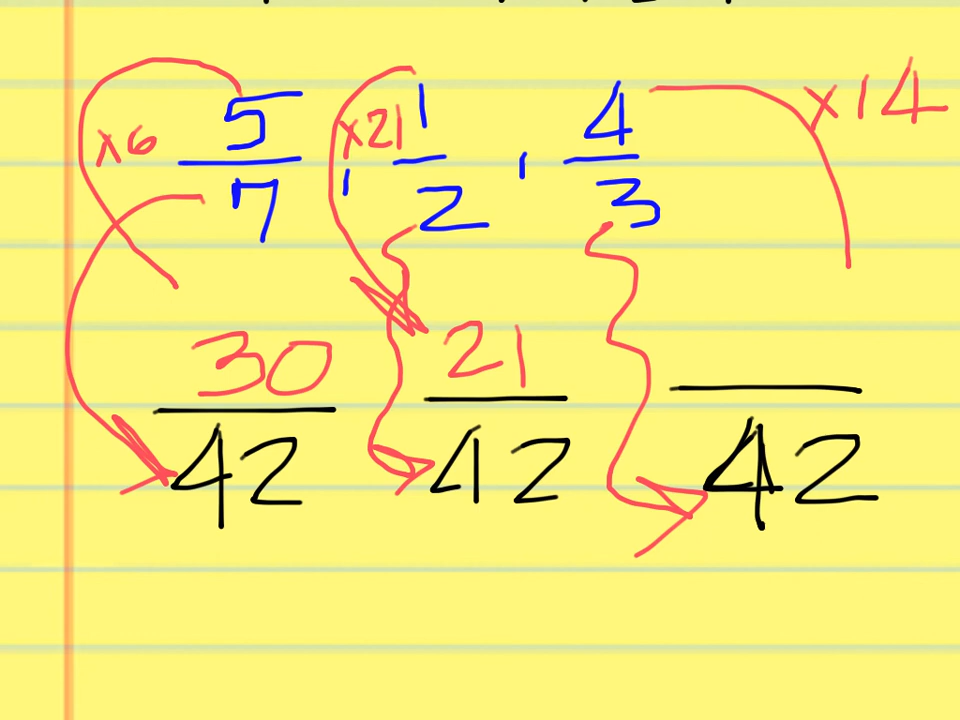 x6 5/7 , x21 1/2 , 4/3 x14
30/42 21/42 /42